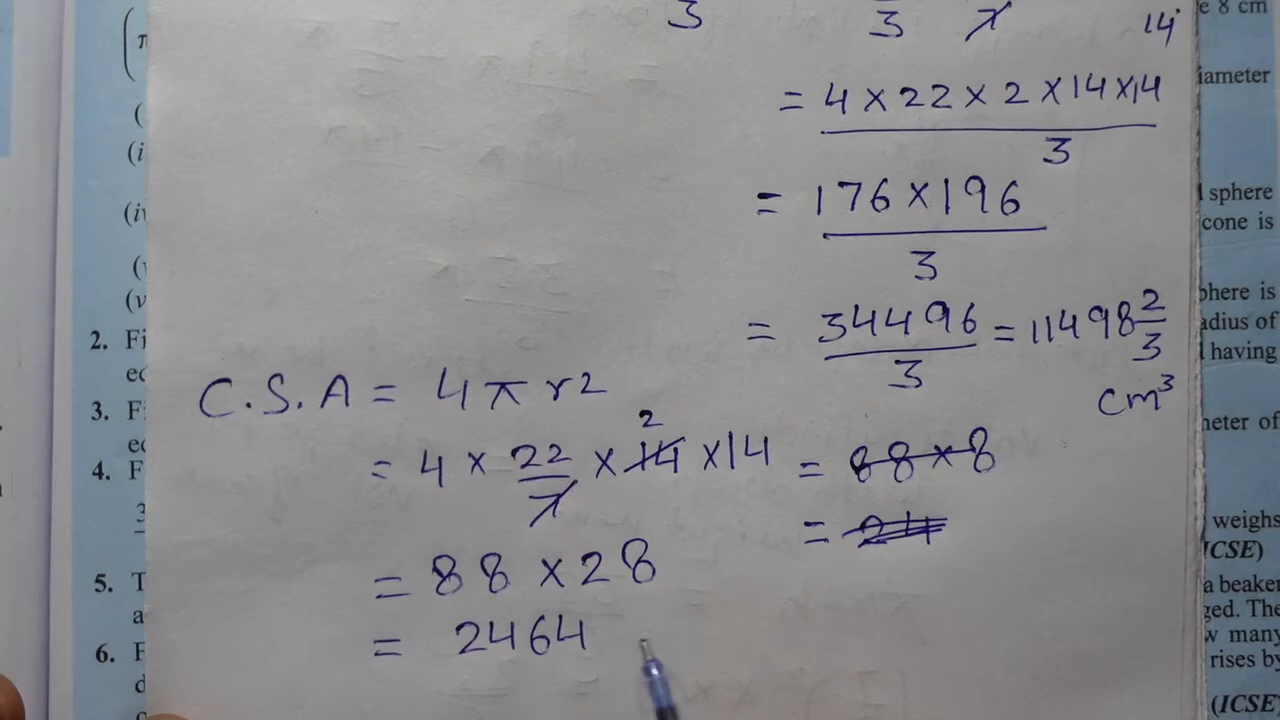 3 3 7 14
e 8 cm
π
iameter
= 4 × 22 × 2 × 14 × 14
3
= 176 × 196
3
sphere
cone is
(iv
= 34496 = 11498 2
3 3
cm³
phere is
adius of
having
2. Fi
C.S.A = 4πr2
3. F
= 4 × 22 × 14 2 × 14 = 88 × 8
7
4. F
neter of
= 24
= 88 × 28
weighs
ICSE)
5. T
a beaker
ged. The
= 2464
w many
6. F
rises by
(ICSE